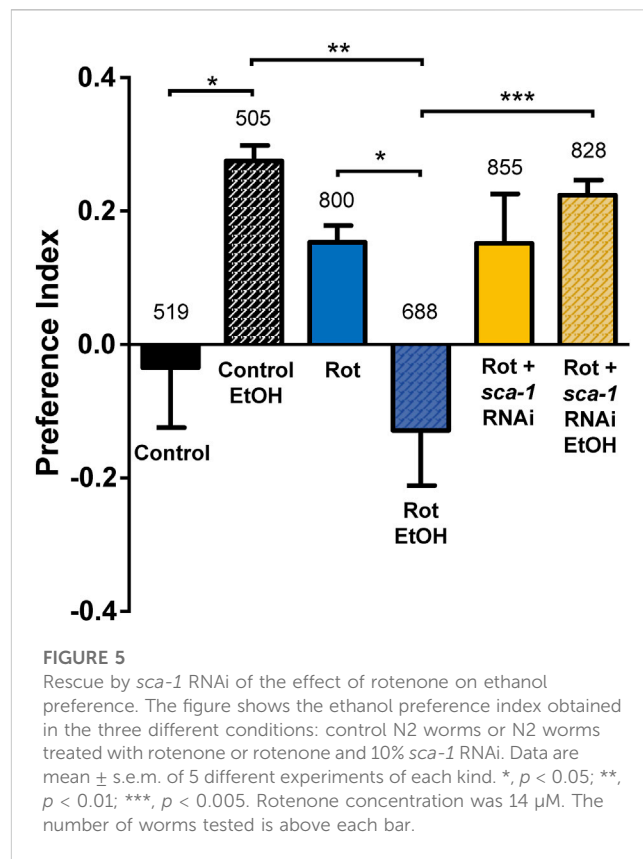 **
0.4
*
***
505
855
828
800
*
0.2
519
688
Preference Index
0.0
Control
Control
EtOH
Rot
Rot
EtOH
Rot +
sca-1
RNAi
Rot +
sca-1
RNAi
EtOH
-0.2
-0.4
FIGURE 5
Rescue by sca-1 RNAi of the effect of rotenone on ethanol
preference. The figure shows the ethanol preference index obtained
in the three different conditions: control N2 worms or N2 worms
treated with rotenone or rotenone and 10% sca-1 RNAi. Data are
mean ± s.e.m. of 5 different experiments of each kind. *, p < 0.05; **,
p < 0.01; ***, p < 0.005. Rotenone concentration was 14 μM. The
number of worms tested is above each bar.